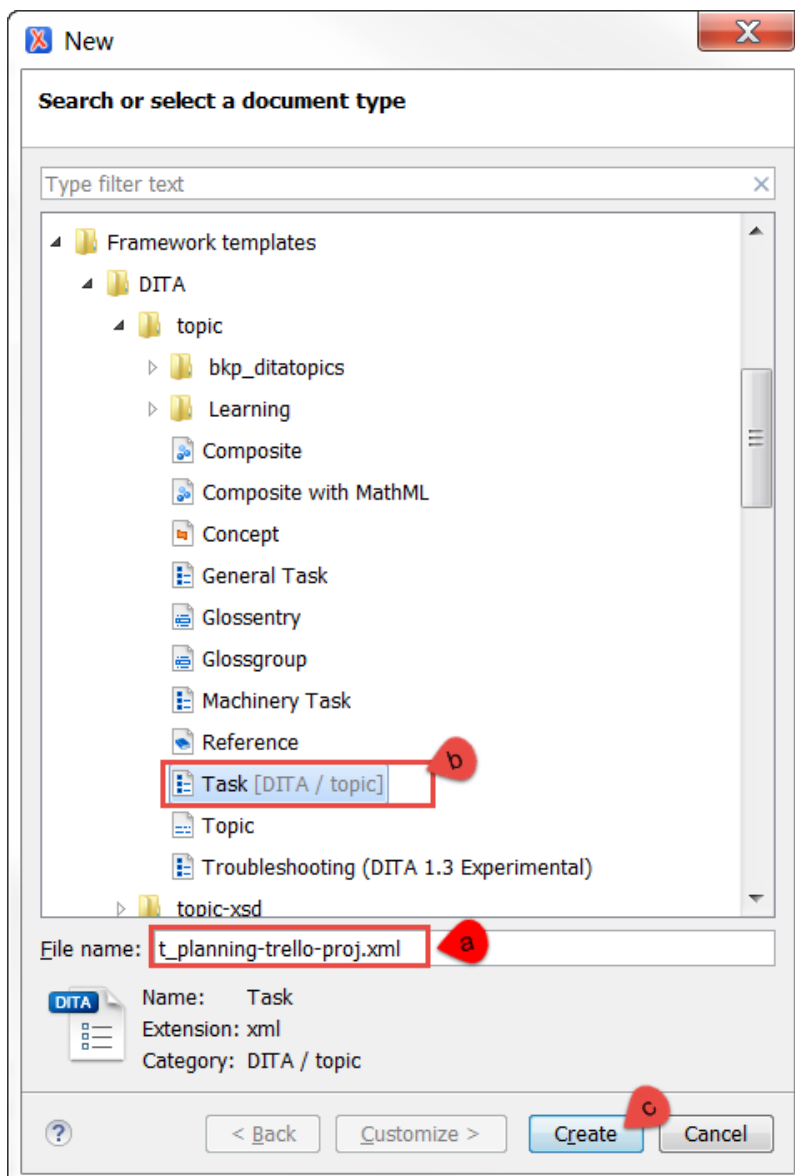 New
Search or select a document type
Type filter text
Framework templates
DITA
topic
bkp_ditatopics
Learning
Composite
Composite with MathML
Concept
General Task
Glossentry
Glossgroup
Machinery Task
Reference
b
Task [DITA / topic]
Topic
Troubleshooting (DITA 1.3 Experimental)
topic-xsd
File name: t_planning-trello-proj.xml a
DITA
Name: Task
Extension: xml
Category: DITA / topic
c
? < Back Customize > Create Cancel